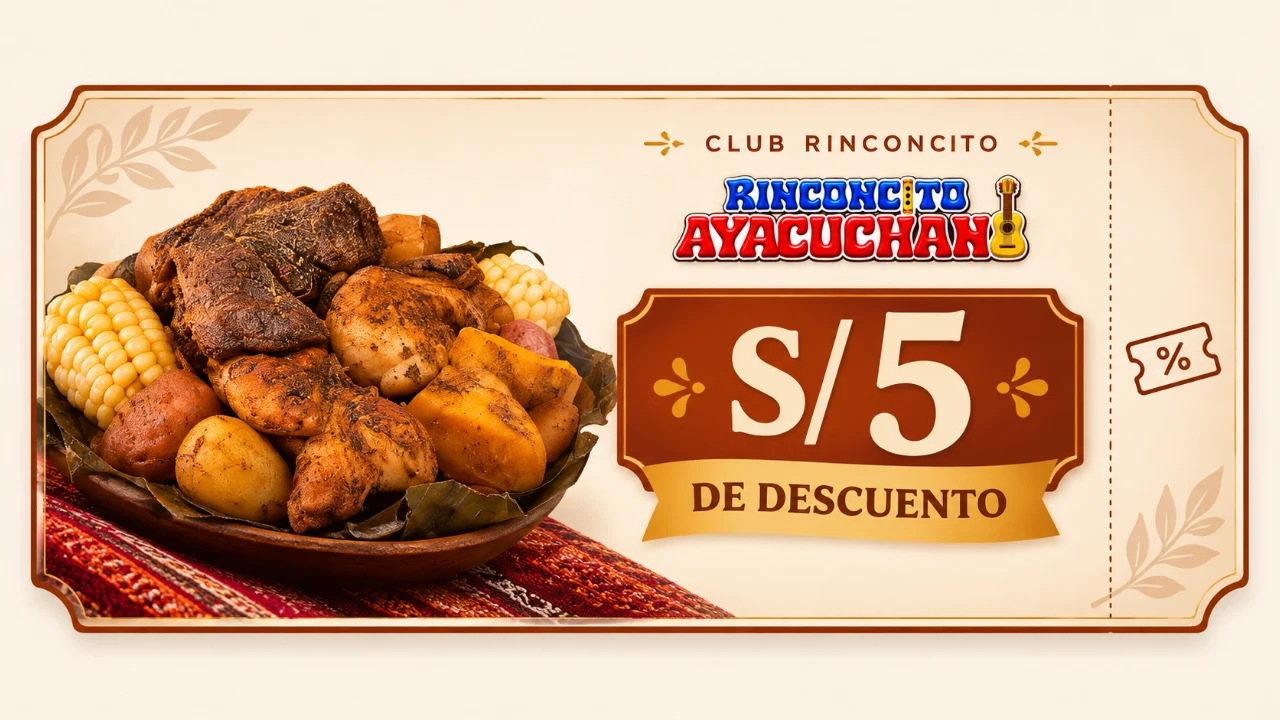 CLUB RINCONCITO
RINCONCITO
AYACUCHANO
S/5
DE DESCUENTO
%